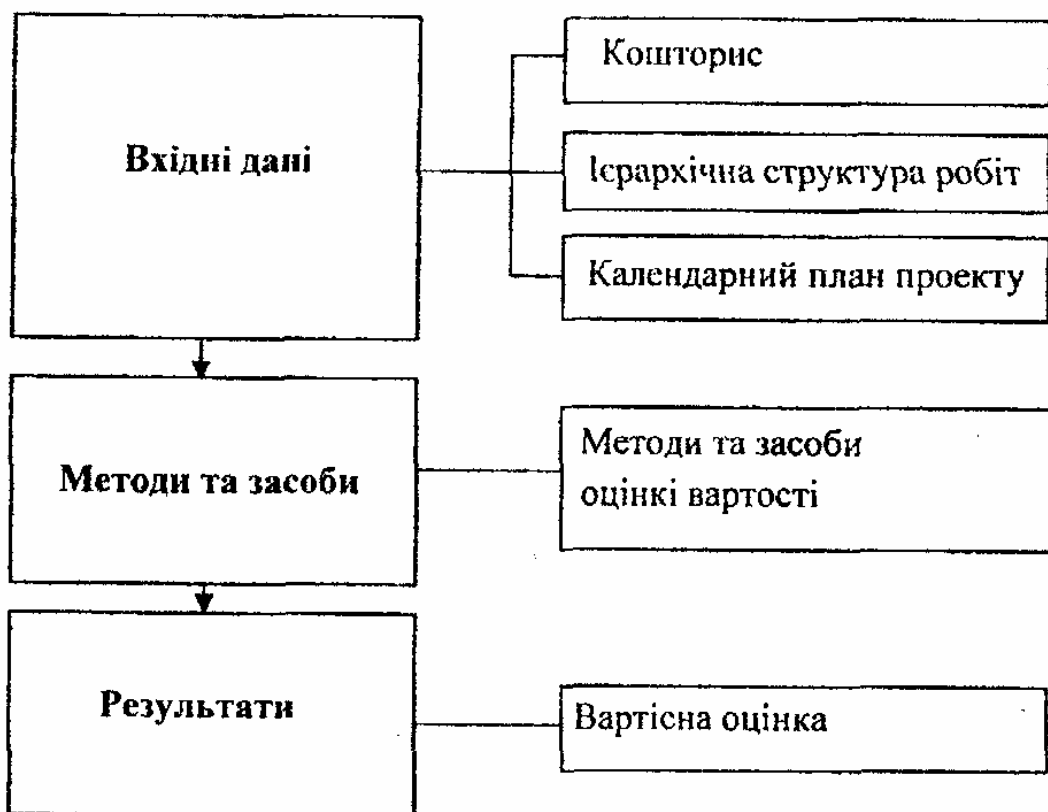 Вхідні дані
Кошторис
Ієрархічна структура робіт
Календарний план проекту
Методи та засоби
Методи та засоби
оцінкі вартості
Результати
Вартісна оцінка